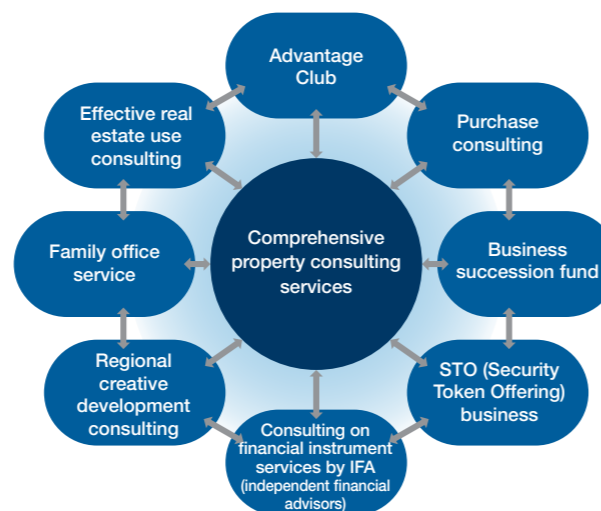 Advantage
Club
Effective real
estate use
consulting
Purchase
consulting
Family office
service
Comprehensive
property consulting
services
Business
succession fund
Regional
creative
development
consulting
STO (Security
Token Offering)
business
Consulting on
financial instrument
services by IFA
(independent financial
advisors)